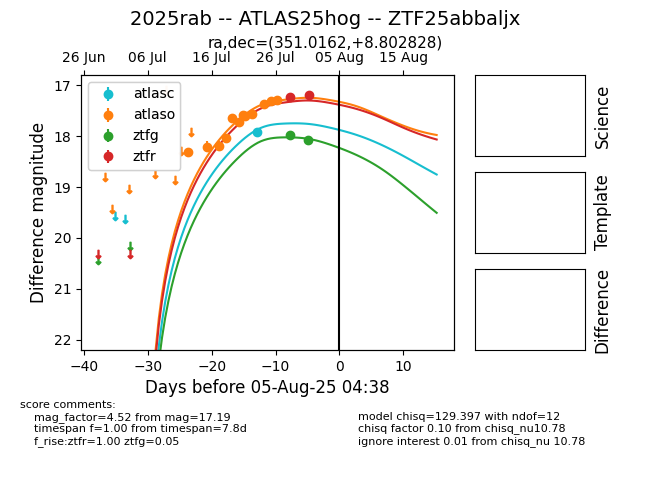 2025rab -- ATLAS25hog -- ZTF25abbaljx
ra,dec=(351.0162,+8.802828)
26 Jun 06 Jul 16 Jul 26 Jul 05 Aug 15 Aug
atlasc
atlaso
ztfg
ztfr
17
18
19
20
21
22
Difference magnitude
−40 −30 −20 −10 0 10
Days before 05-Aug-25 04:38
Science
Template
Difference
score comments:
mag_factor=4.52 from mag=17.19
timespan f=1.00 from timespan=7.8d
f_rise:ztfr=1.00 ztfg=0.05
model chisq=129.397 with ndof=12
chisq factor 0.10 from chisq_nu10.78
ignore interest 0.01 from chisq_nu 10.78